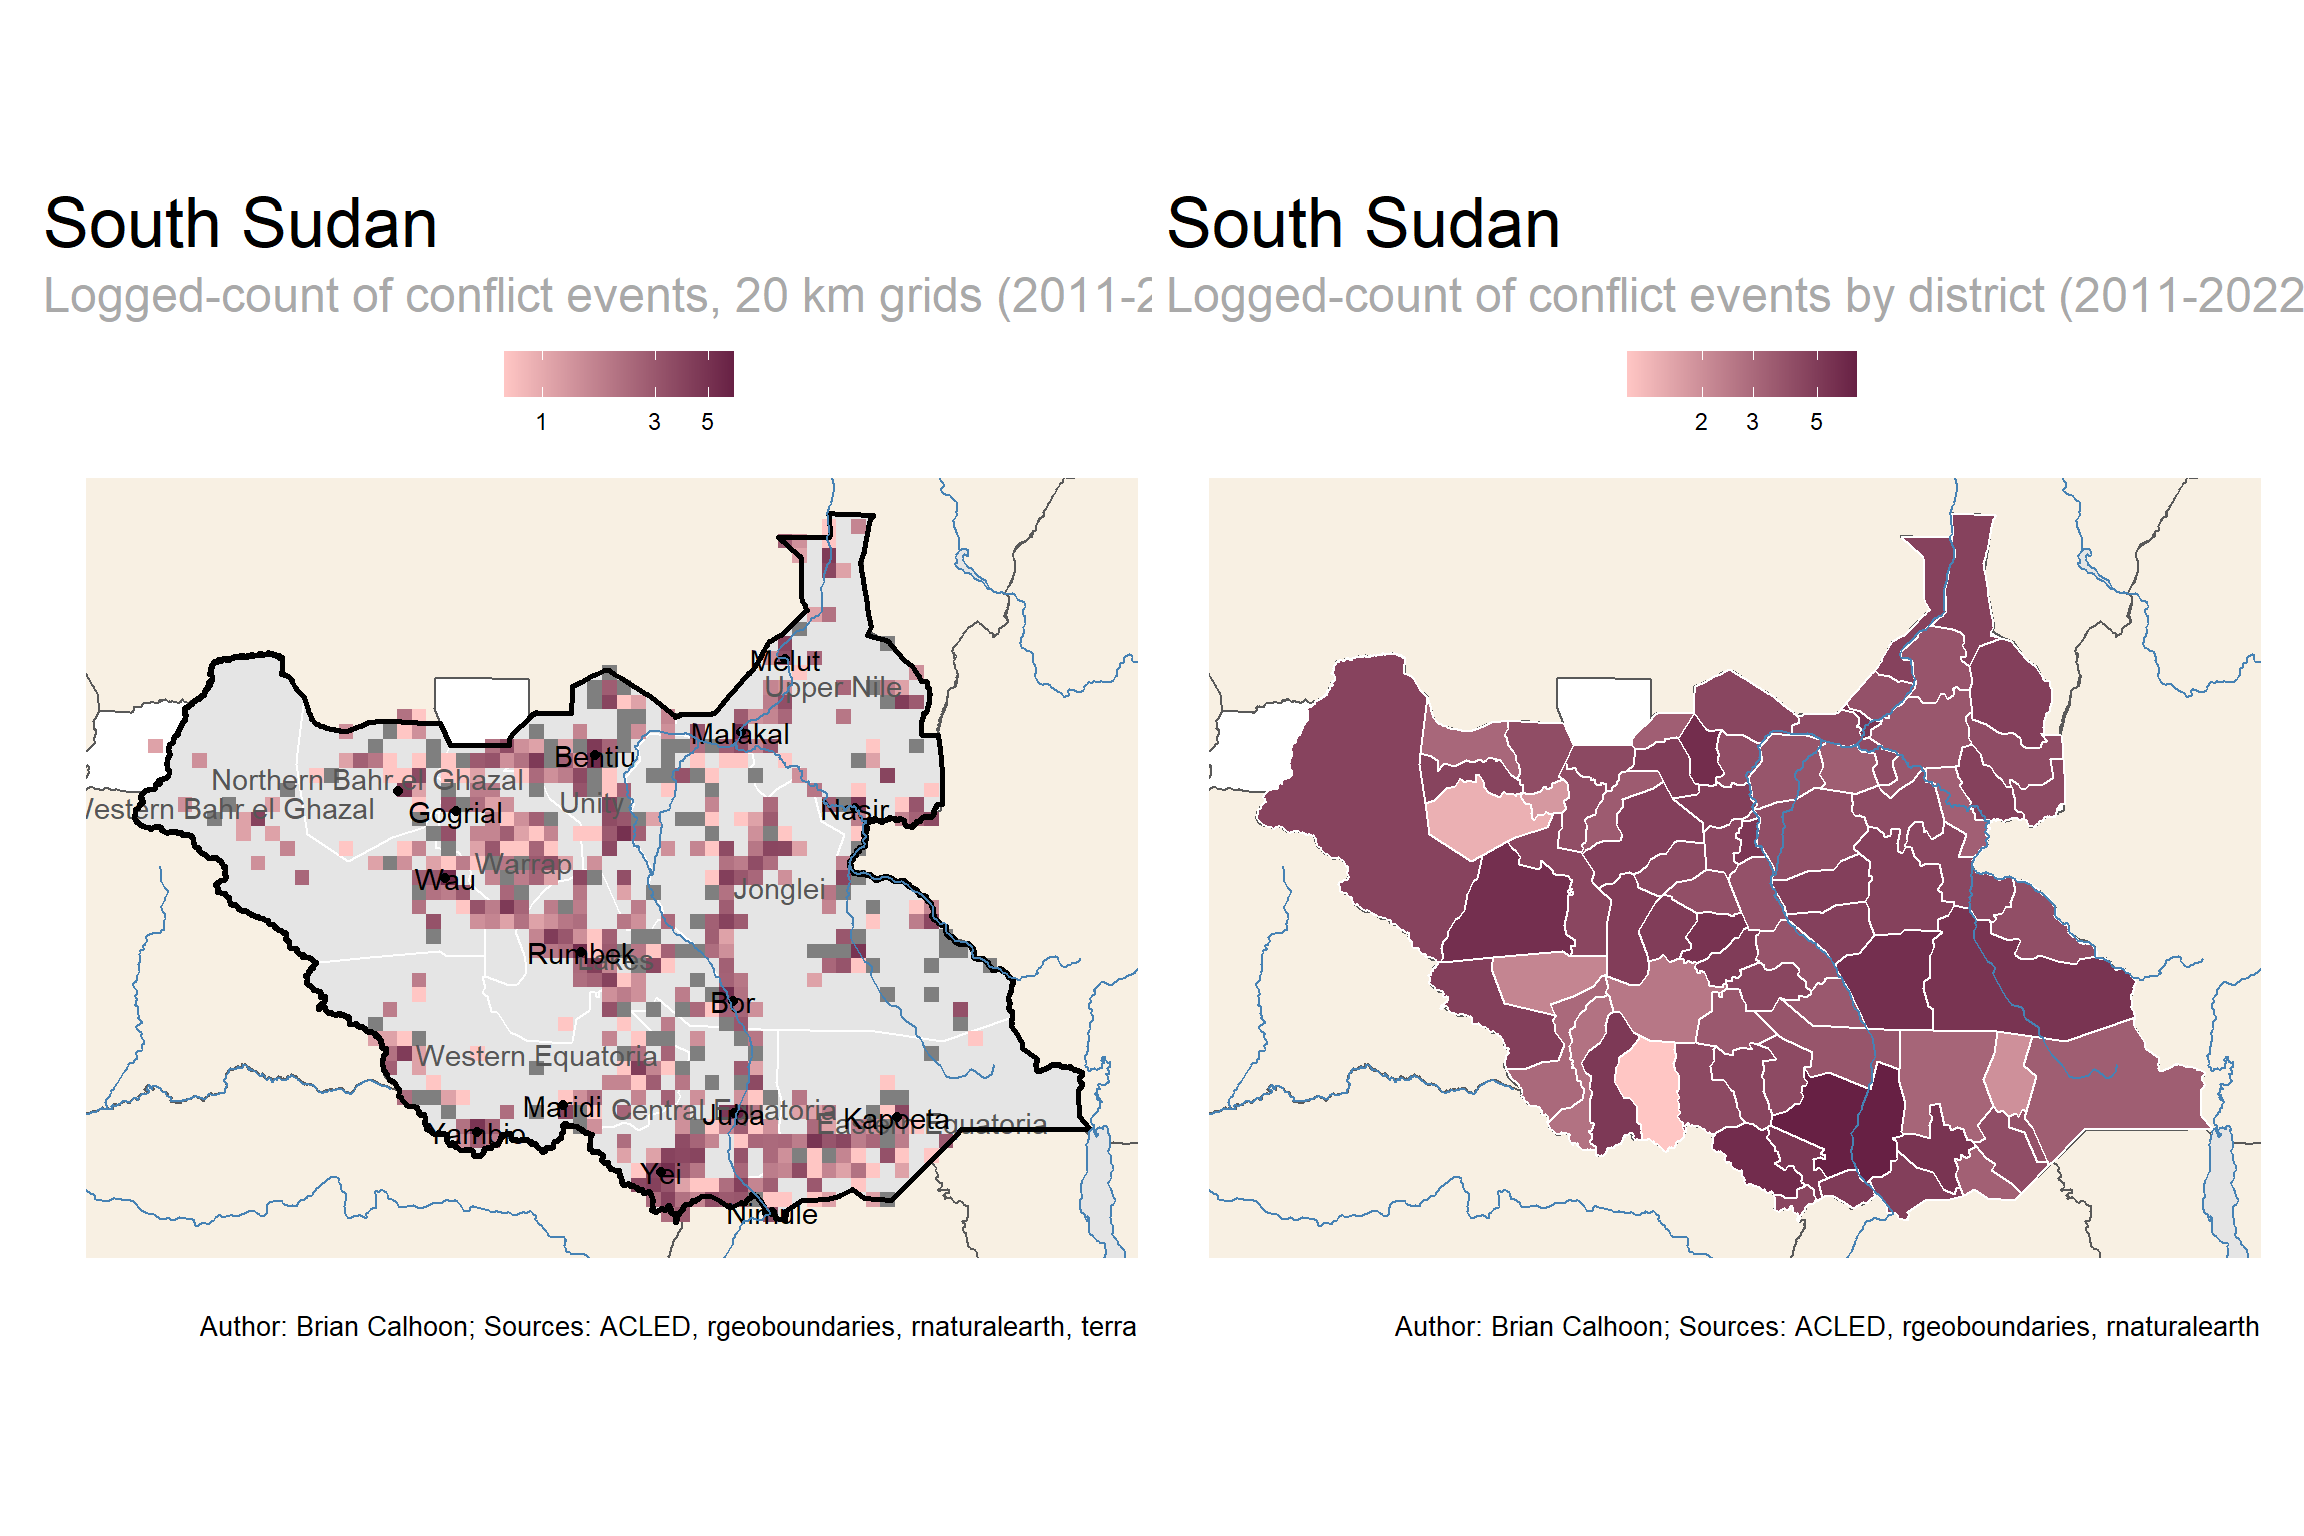 South Sudan
Logged-count of conflict events, 20 km grids (2011-2
1 3 5
Melut
Upper Nile
Malakal
Bentiu
Northern Bahr el Ghazal
Unity
Western Bahr el Ghazal
Gogrial
Nasir
Warrap
Wau
Jonglei
Rumbek
Lakes
Bor
Western Equatoria
Maridi
Central Equatoria
Juba
Kapoeta
Eastern Equatoria
Yambio
Yei
Nimule
Author: Brian Calhoon; Sources: ACLED, rgeoboundaries, rnaturalearth, terra
South Sudan
Logged-count of conflict events by district (2011-2022
2 3 5
Author: Brian Calhoon; Sources: ACLED, rgeoboundaries, rnaturalearth